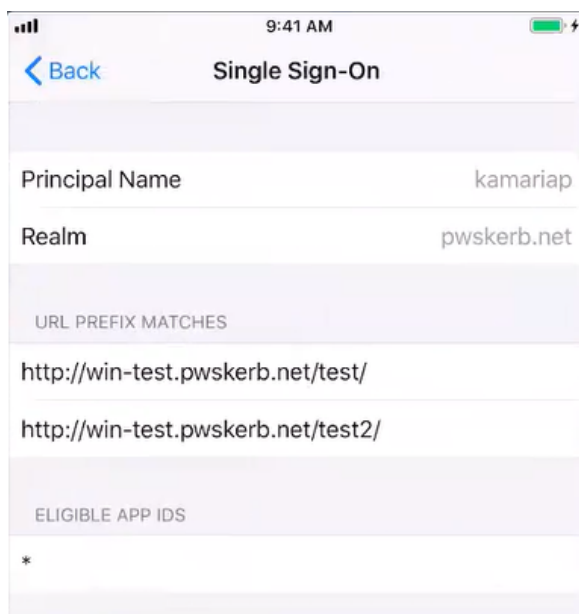 9:41 AM
Back
Single Sign-On
Principal Name kamariap
Realm pwskerb.net
URL PREFIX MATCHES
http://win-test.pwskerb.net/test/
http://win-test.pwskerb.net/test2/
ELIGIBLE APP IDS
*